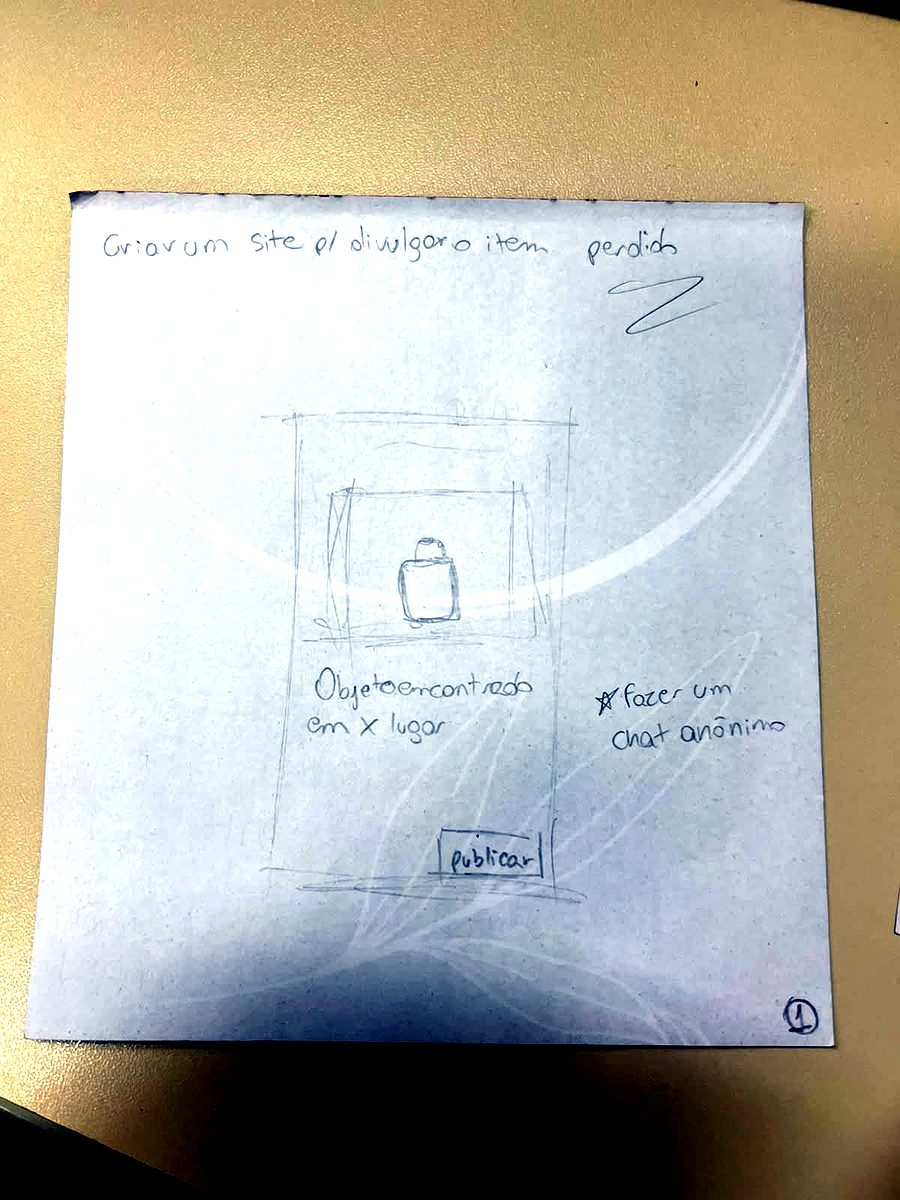 Criar um site p/ divulgar o item perdido
Objeto encontrado
em X lugar
☆ fazer um
chat anônimo
publicar
1